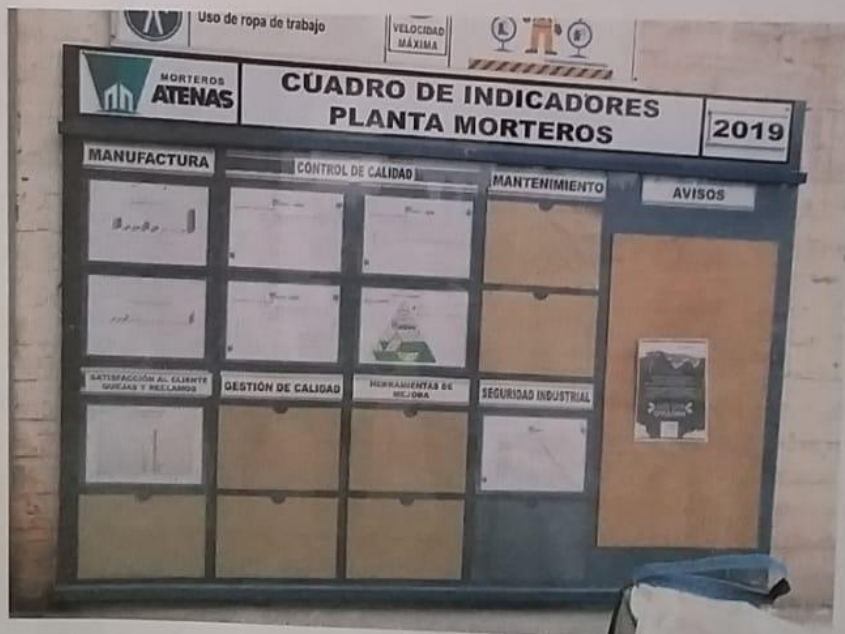 Uso de ropa de trabajo
VELOCIDAD
MÁXIMA
MORTEROS
ATENAS
CUADRO DE INDICADORES
PLANTA MORTEROS
2019
MANUFACTURA
CONTROL DE CALIDAD
MANTENIMIENTO
AVISOS
SATISFACCIÓN AL CLIENTE
QUEJAS Y RECLAMOS
GESTIÓN DE CALIDAD
HERRAMIENTAS DE
MEJORA
SEGURIDAD INDUSTRIAL